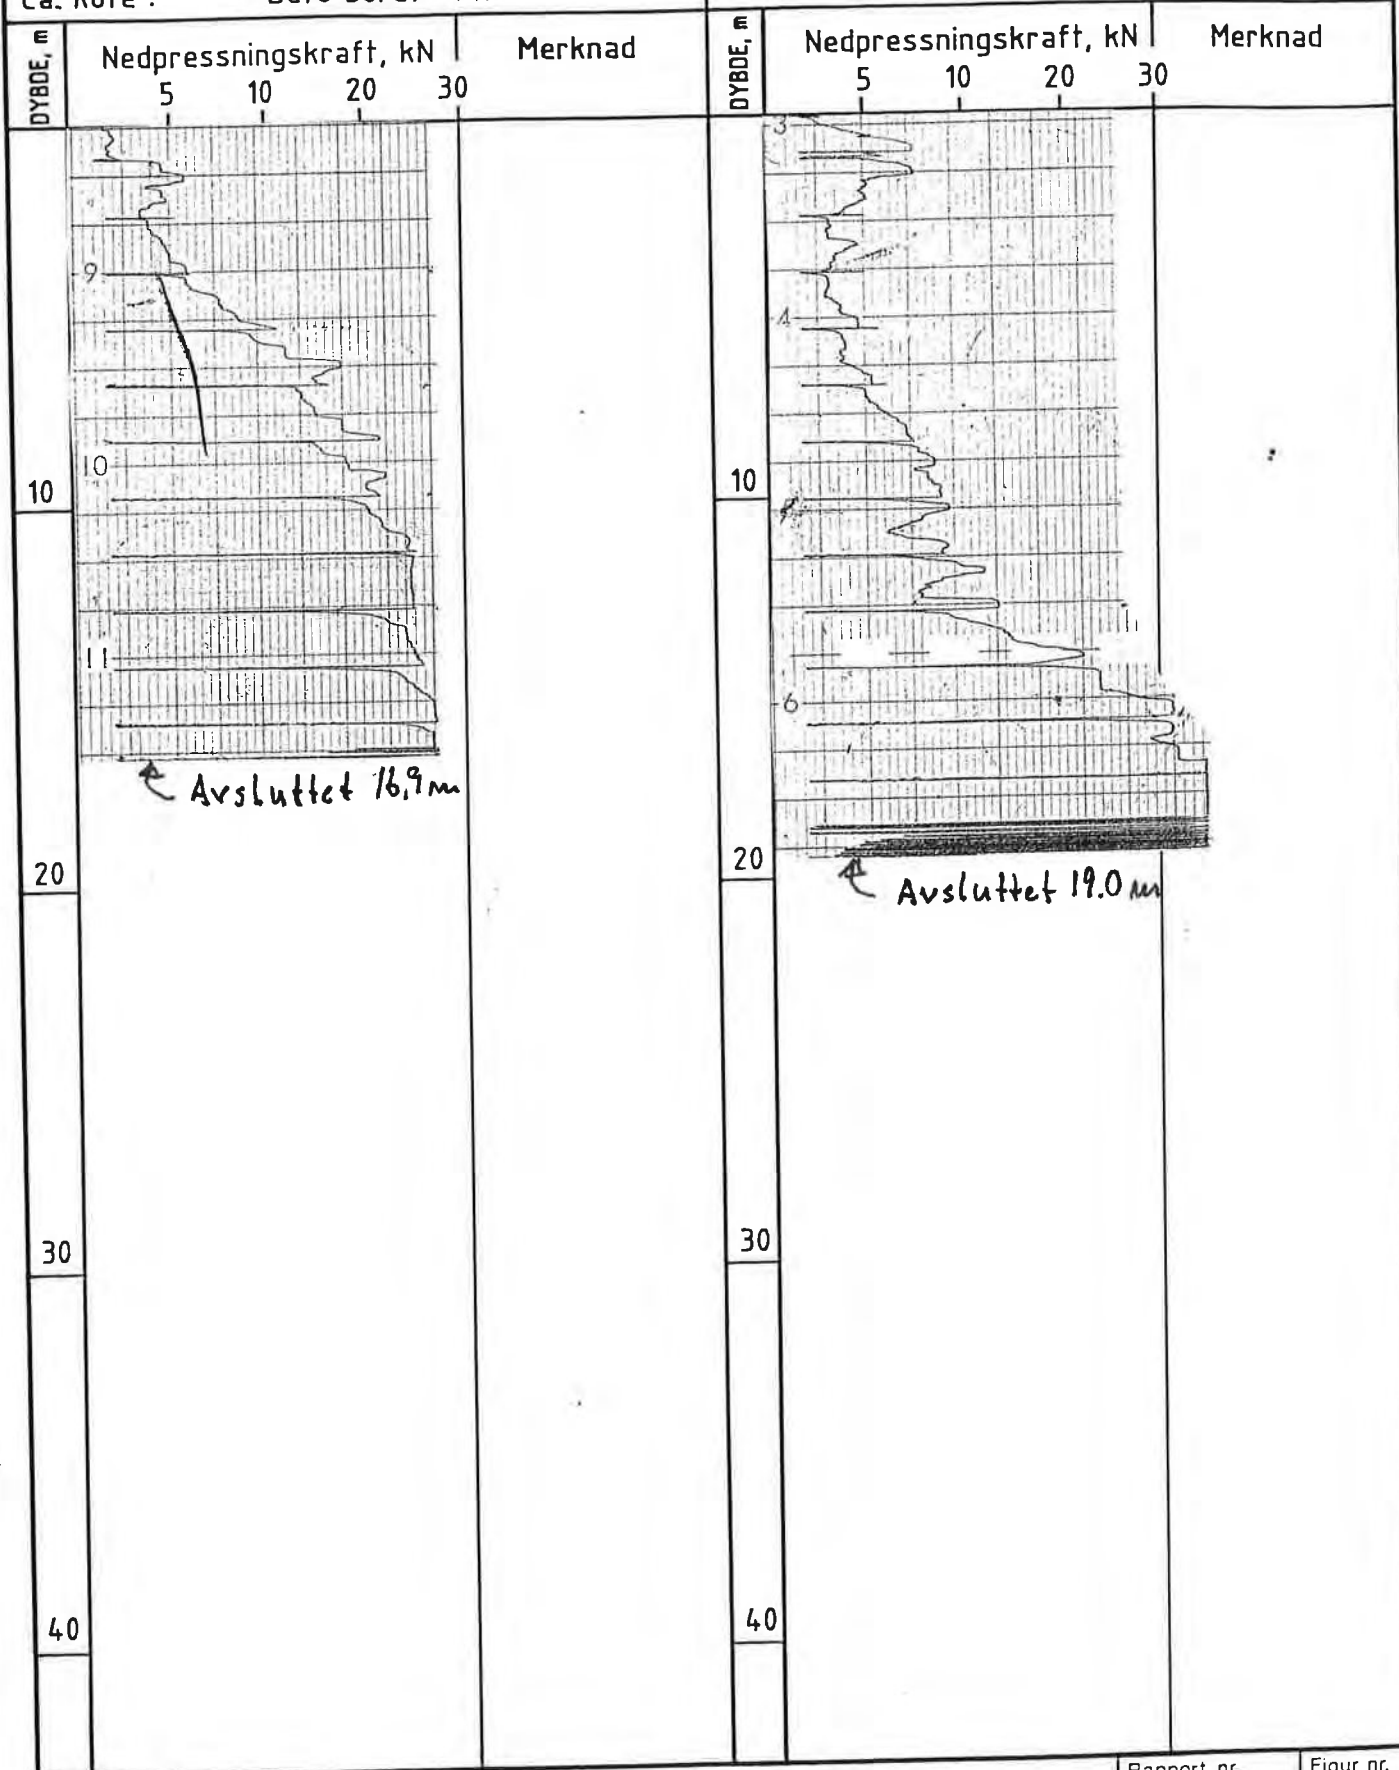 DYBDE, m
Nedpressningskraft, kN
Merknad
5 10 20 30
9
10
11
10
Avsluttet 16,9 m
20
30
40
DYBDE, m
Nedpressningskraft, kN
Merknad
5 10 20 30
3
4
10
6
20
Avsluttet 19.0 m
30
40
Rapport nr.
Figur nr.